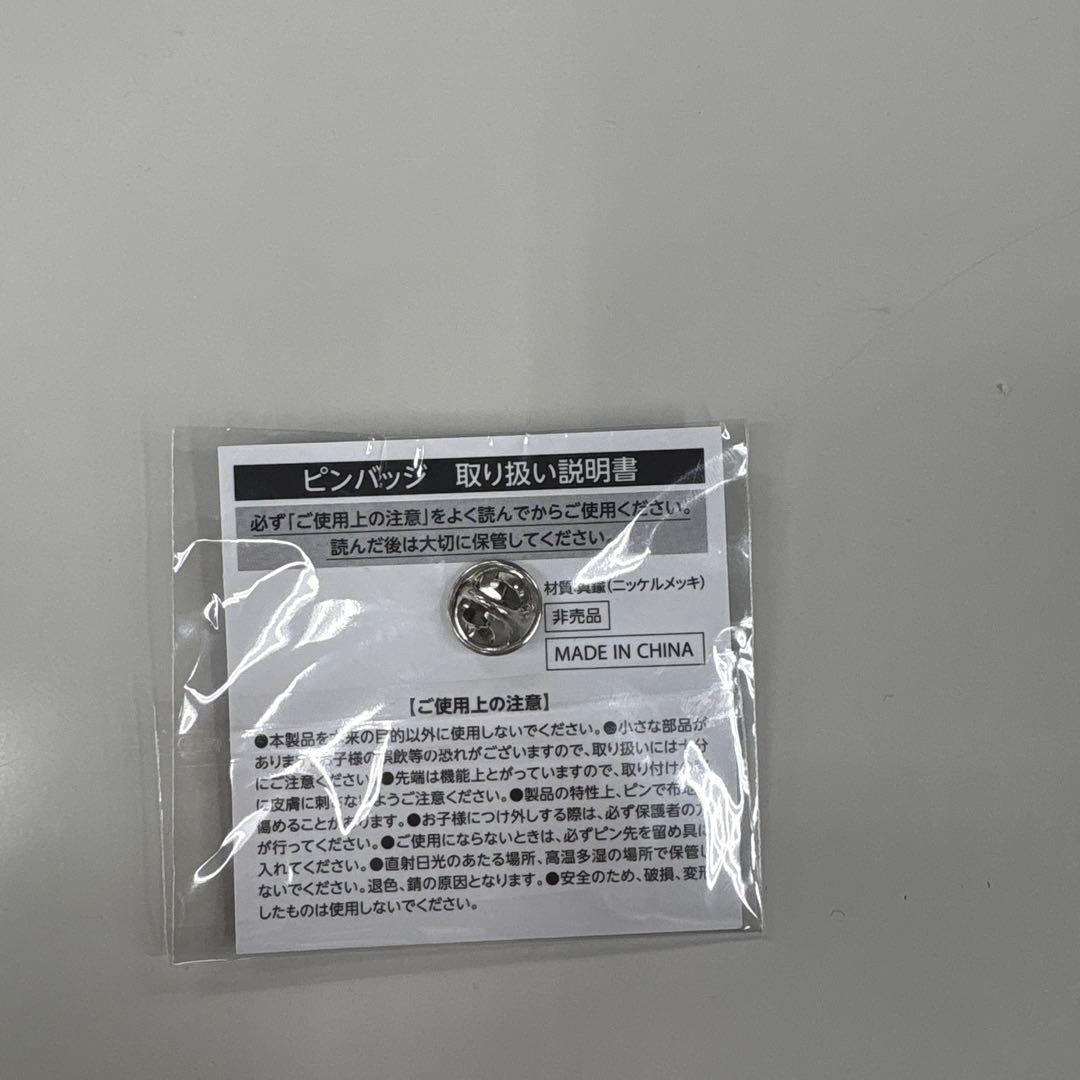 ピンバッジ 取り扱い説明書
必ず「ご使用上の注意」をよく読んでからご使用ください。
読んだ後は大切に保管してください。
材質:真鍮(ニッケルメッキ)
非売品
MADE IN CHINA
【ご使用上の注意】
●本製品を本来の目的以外に使用しないでください。●小さな部品が
あります。お子様の誤飲等の恐れがございますので、取り扱いには十分
にご注意ください。●先端は機能上とがっていますので、取り付け
に皮膚に刺さないようご注意ください。●製品の特性上、ピンで布地
傷めることがあります。●お子様につけ外しする際は、必ず保護者の方
が行ってください。●ご使用にならないときは、必ずピン先を留め具に
入れてください。●直射日光のあたる場所、高温多湿の場所で保管し
ないでください。退色、錆の原因となります。●安全のため、破損、変形
したものは使用しないでください。